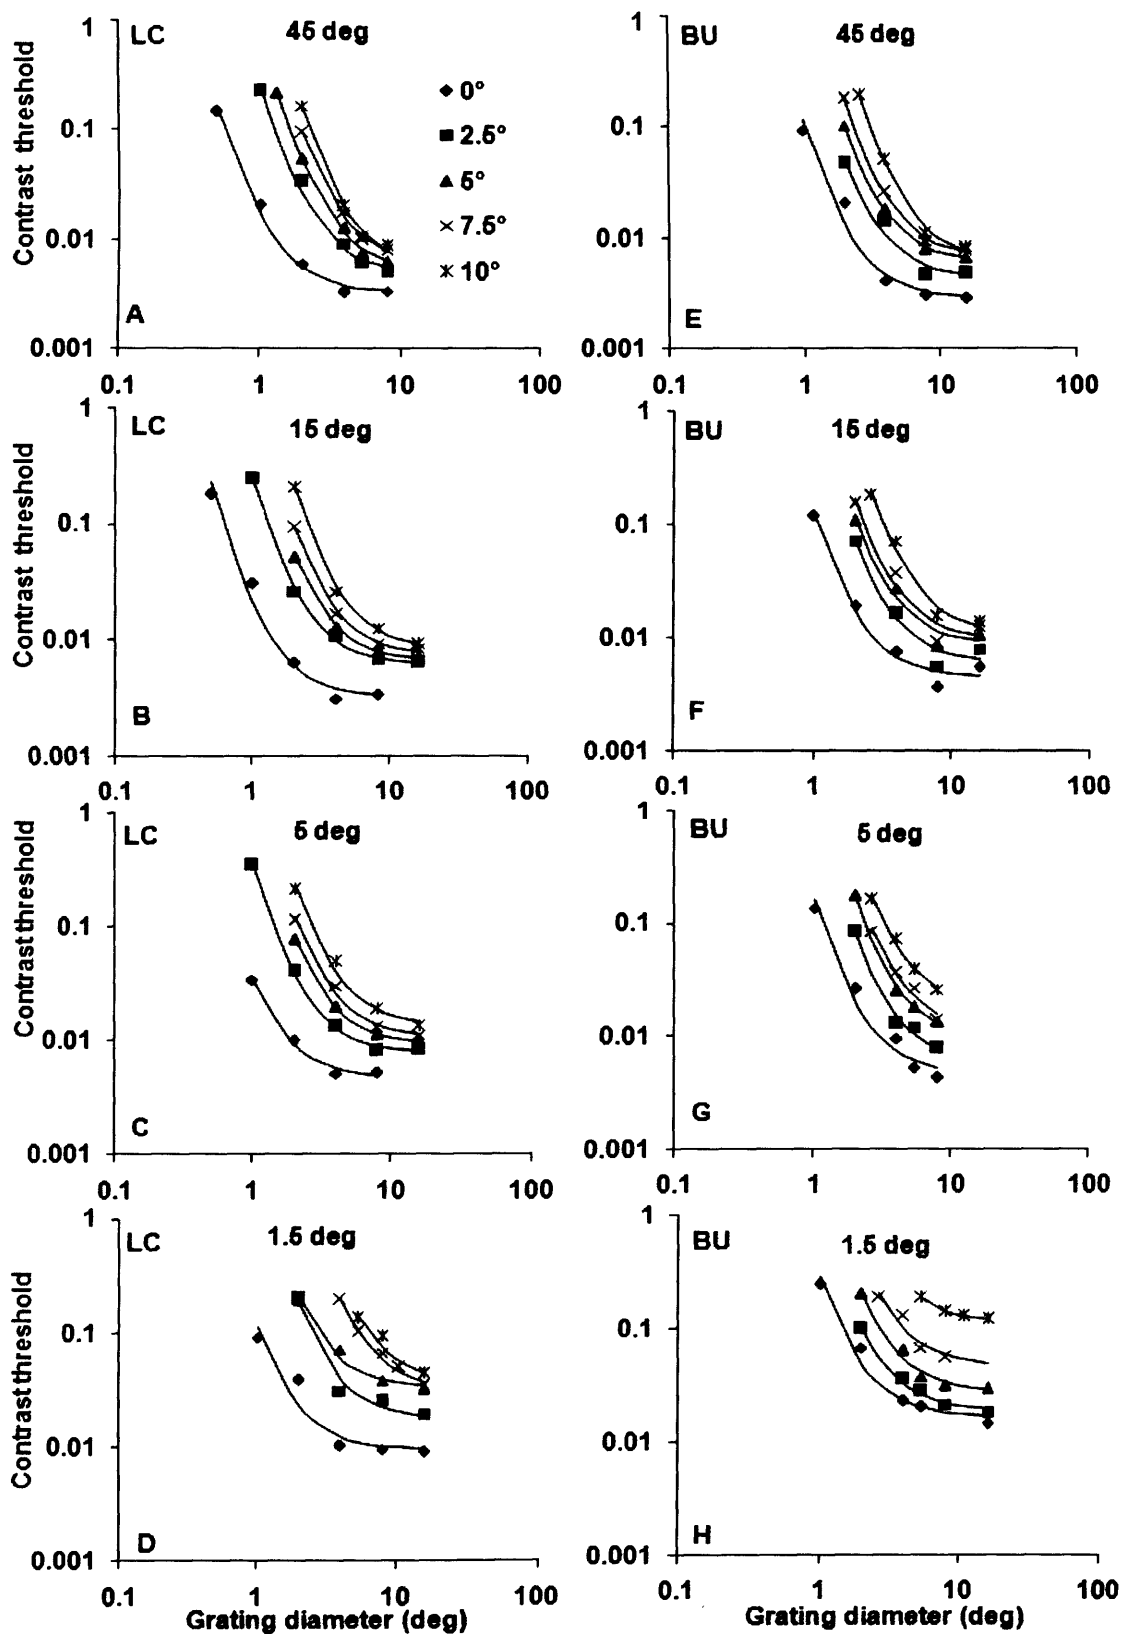 LC 45 deg
Contrast threshold
1
0.1
0.01
0.001
0°
2.5°
5°
7.5°
10°
A
0.1 1 10 100
BU 45 deg
1
0.1
0.01
0.001
E
0.1 1 10 100
LC 15 deg
Contrast threshold
1
0.1
0.01
0.001
B
0.1 1 10 100
BU 15 deg
1
0.1
0.01
0.001
F
0.1 1 10 100
LC 5 deg
Contrast threshold
1
0.1
0.01
0.001
C
0.1 1 10 100
BU 5 deg
1
0.1
0.01
0.001
G
0.1 1 10 100
LC 1.5 deg
Contrast threshold
1
0.1
0.01
0.001
D
0.1 1 10 100
Grating diameter (deg)
BU 1.5 deg
1
0.1
0.01
0.001
H
0.1 1 10 100
Grating diameter (deg)